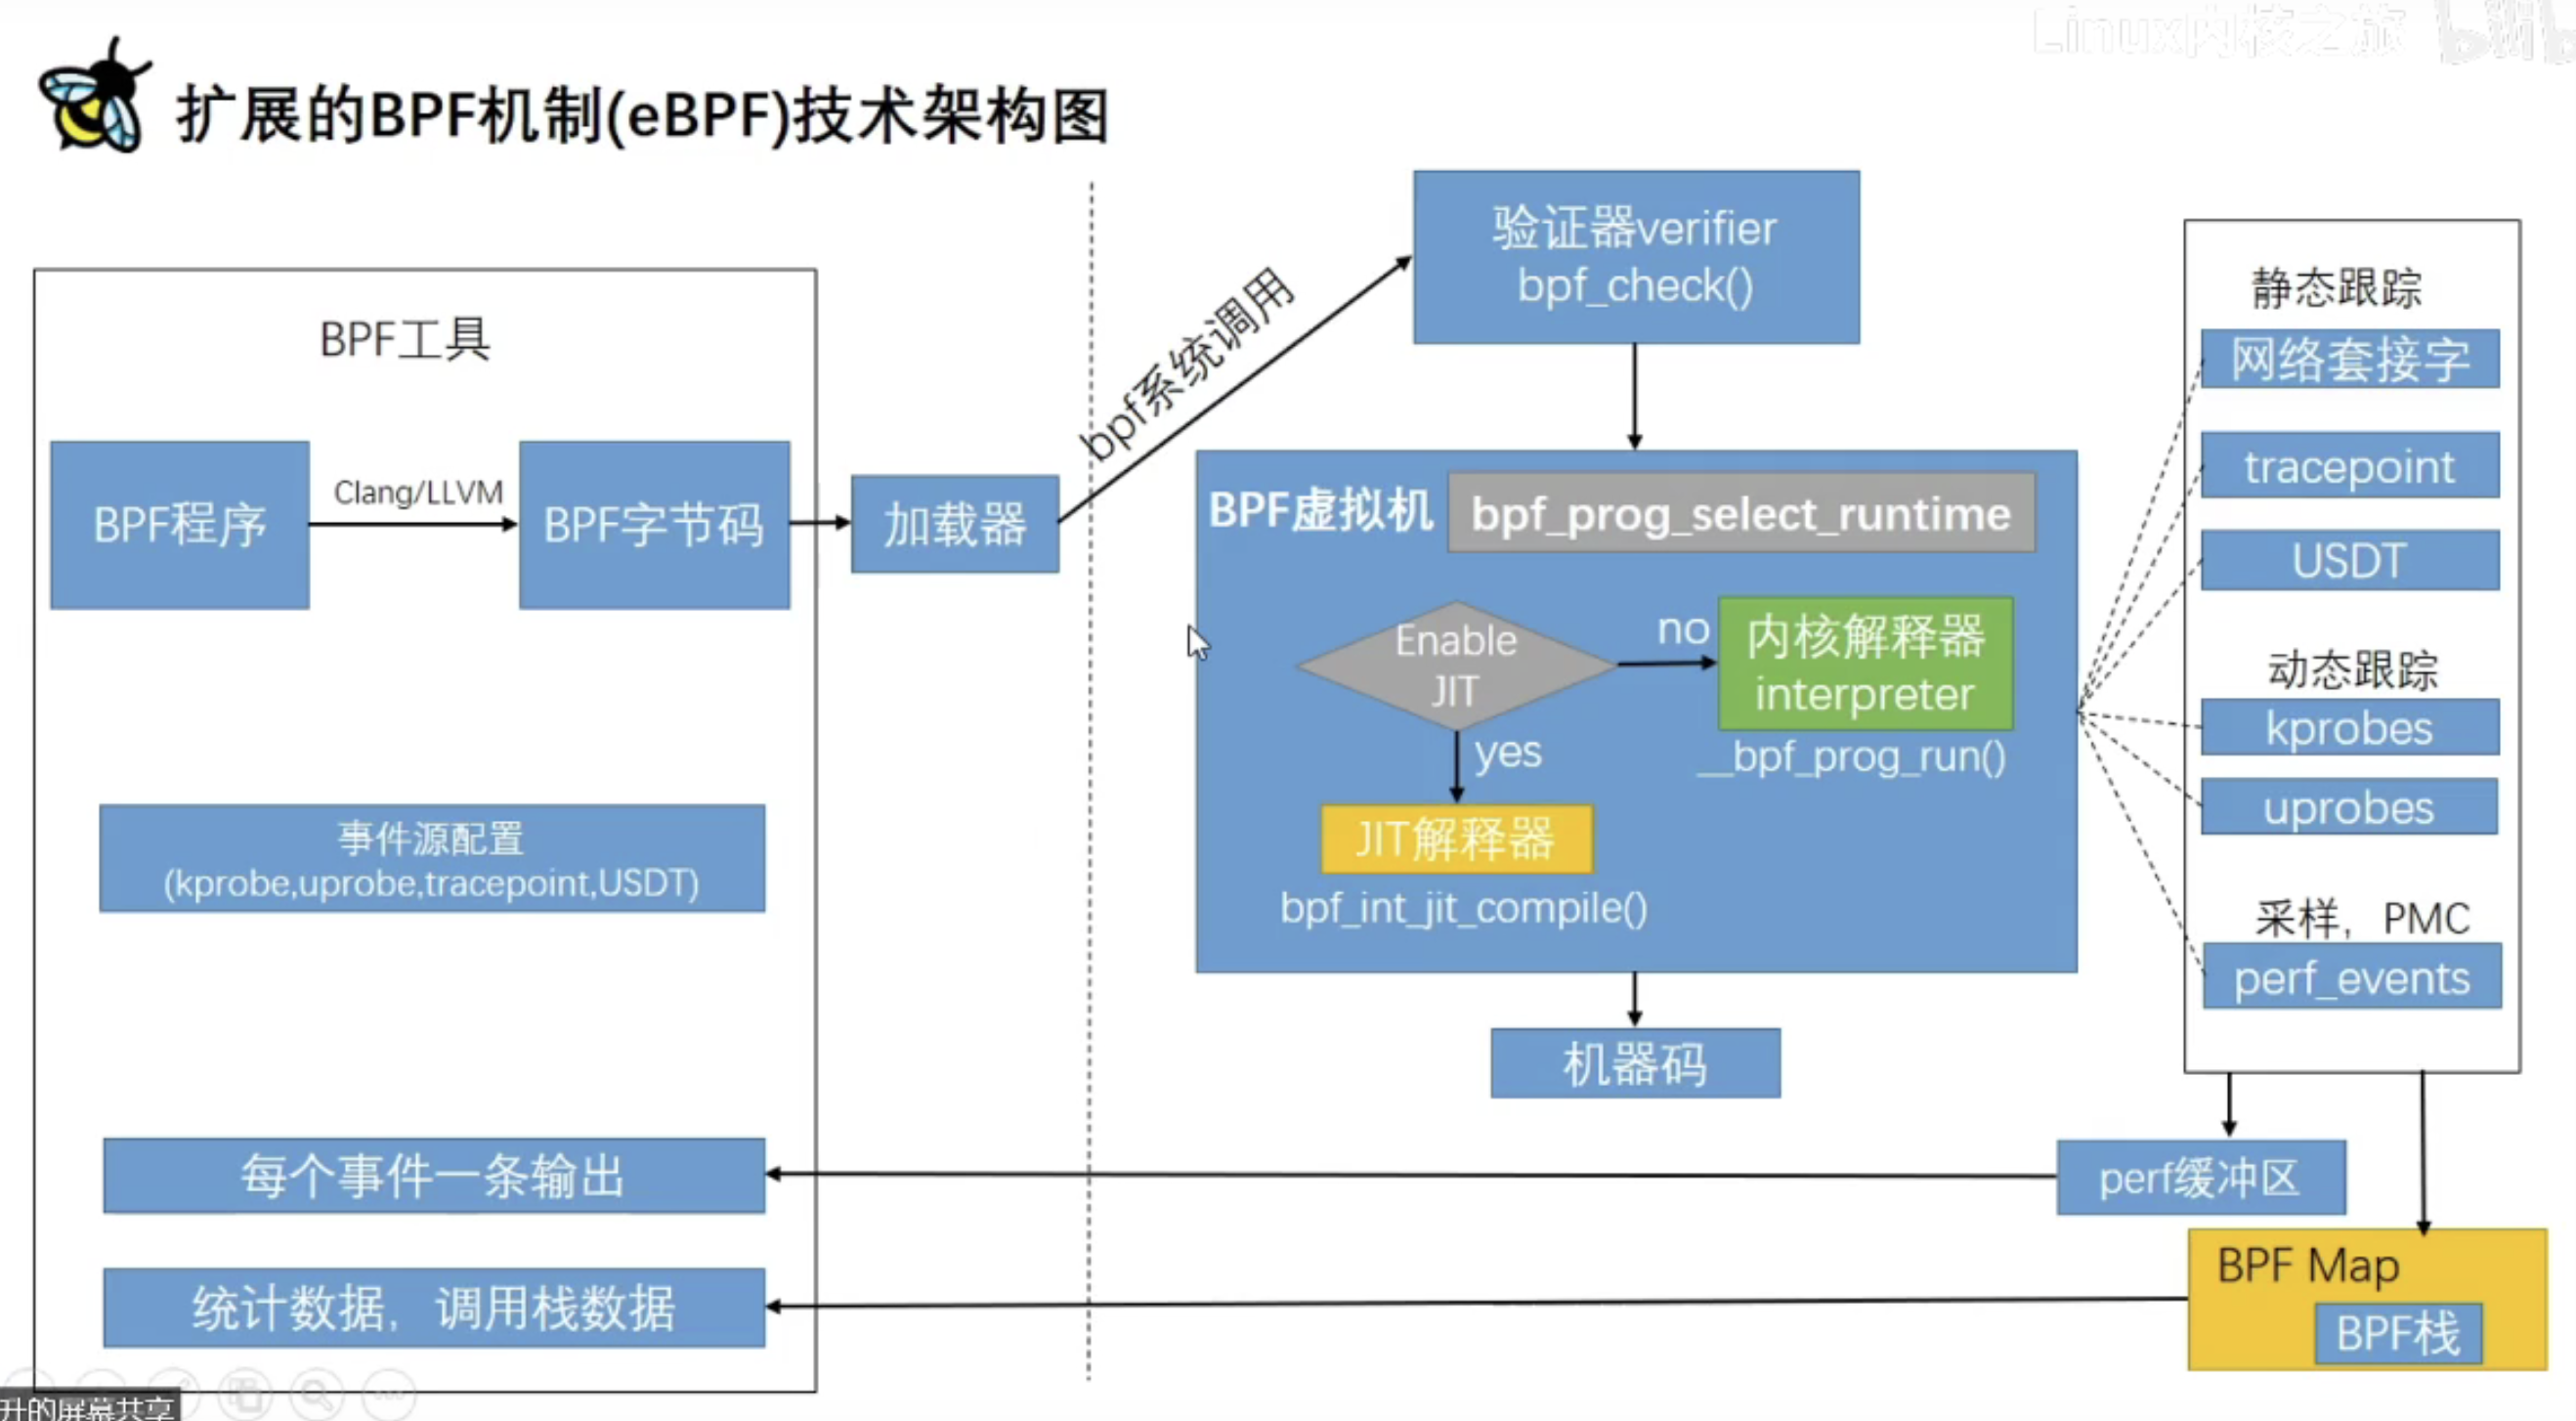 Linux内核之旅
扩展的BPF机制(eBPF)技术架构图
BPF工具
BPF程序
Clang/LLVM
BPF字节码
加载器
事件源配置
(kprobe,uprobe,tracepoint,USDT)
每个事件一条输出
统计数据，调用栈数据
bpf系统调用
验证器verifier
bpf_check()
BPF虚拟机
bpf_prog_select_runtime
Enable
JIT
no
内核解释器
interpreter
__bpf_prog_run()
yes
JIT解释器
bpf_int_jit_compile()
机器码
静态跟踪
网络套接字
tracepoint
USDT
动态跟踪
kprobes
uprobes
采样，PMC
perf_events
perf缓冲区
BPF Map
BPF栈
升的屏幕共享